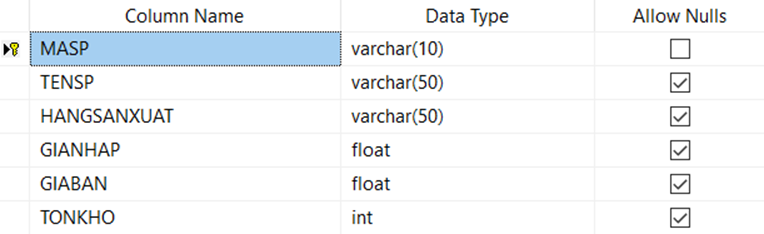 Column Name Data Type Allow Nulls
MASP varchar(10)
TENSP varchar(50)
HANGSANXUAT varchar(50)
GIANHAP float
GIABAN float
TONKHO int